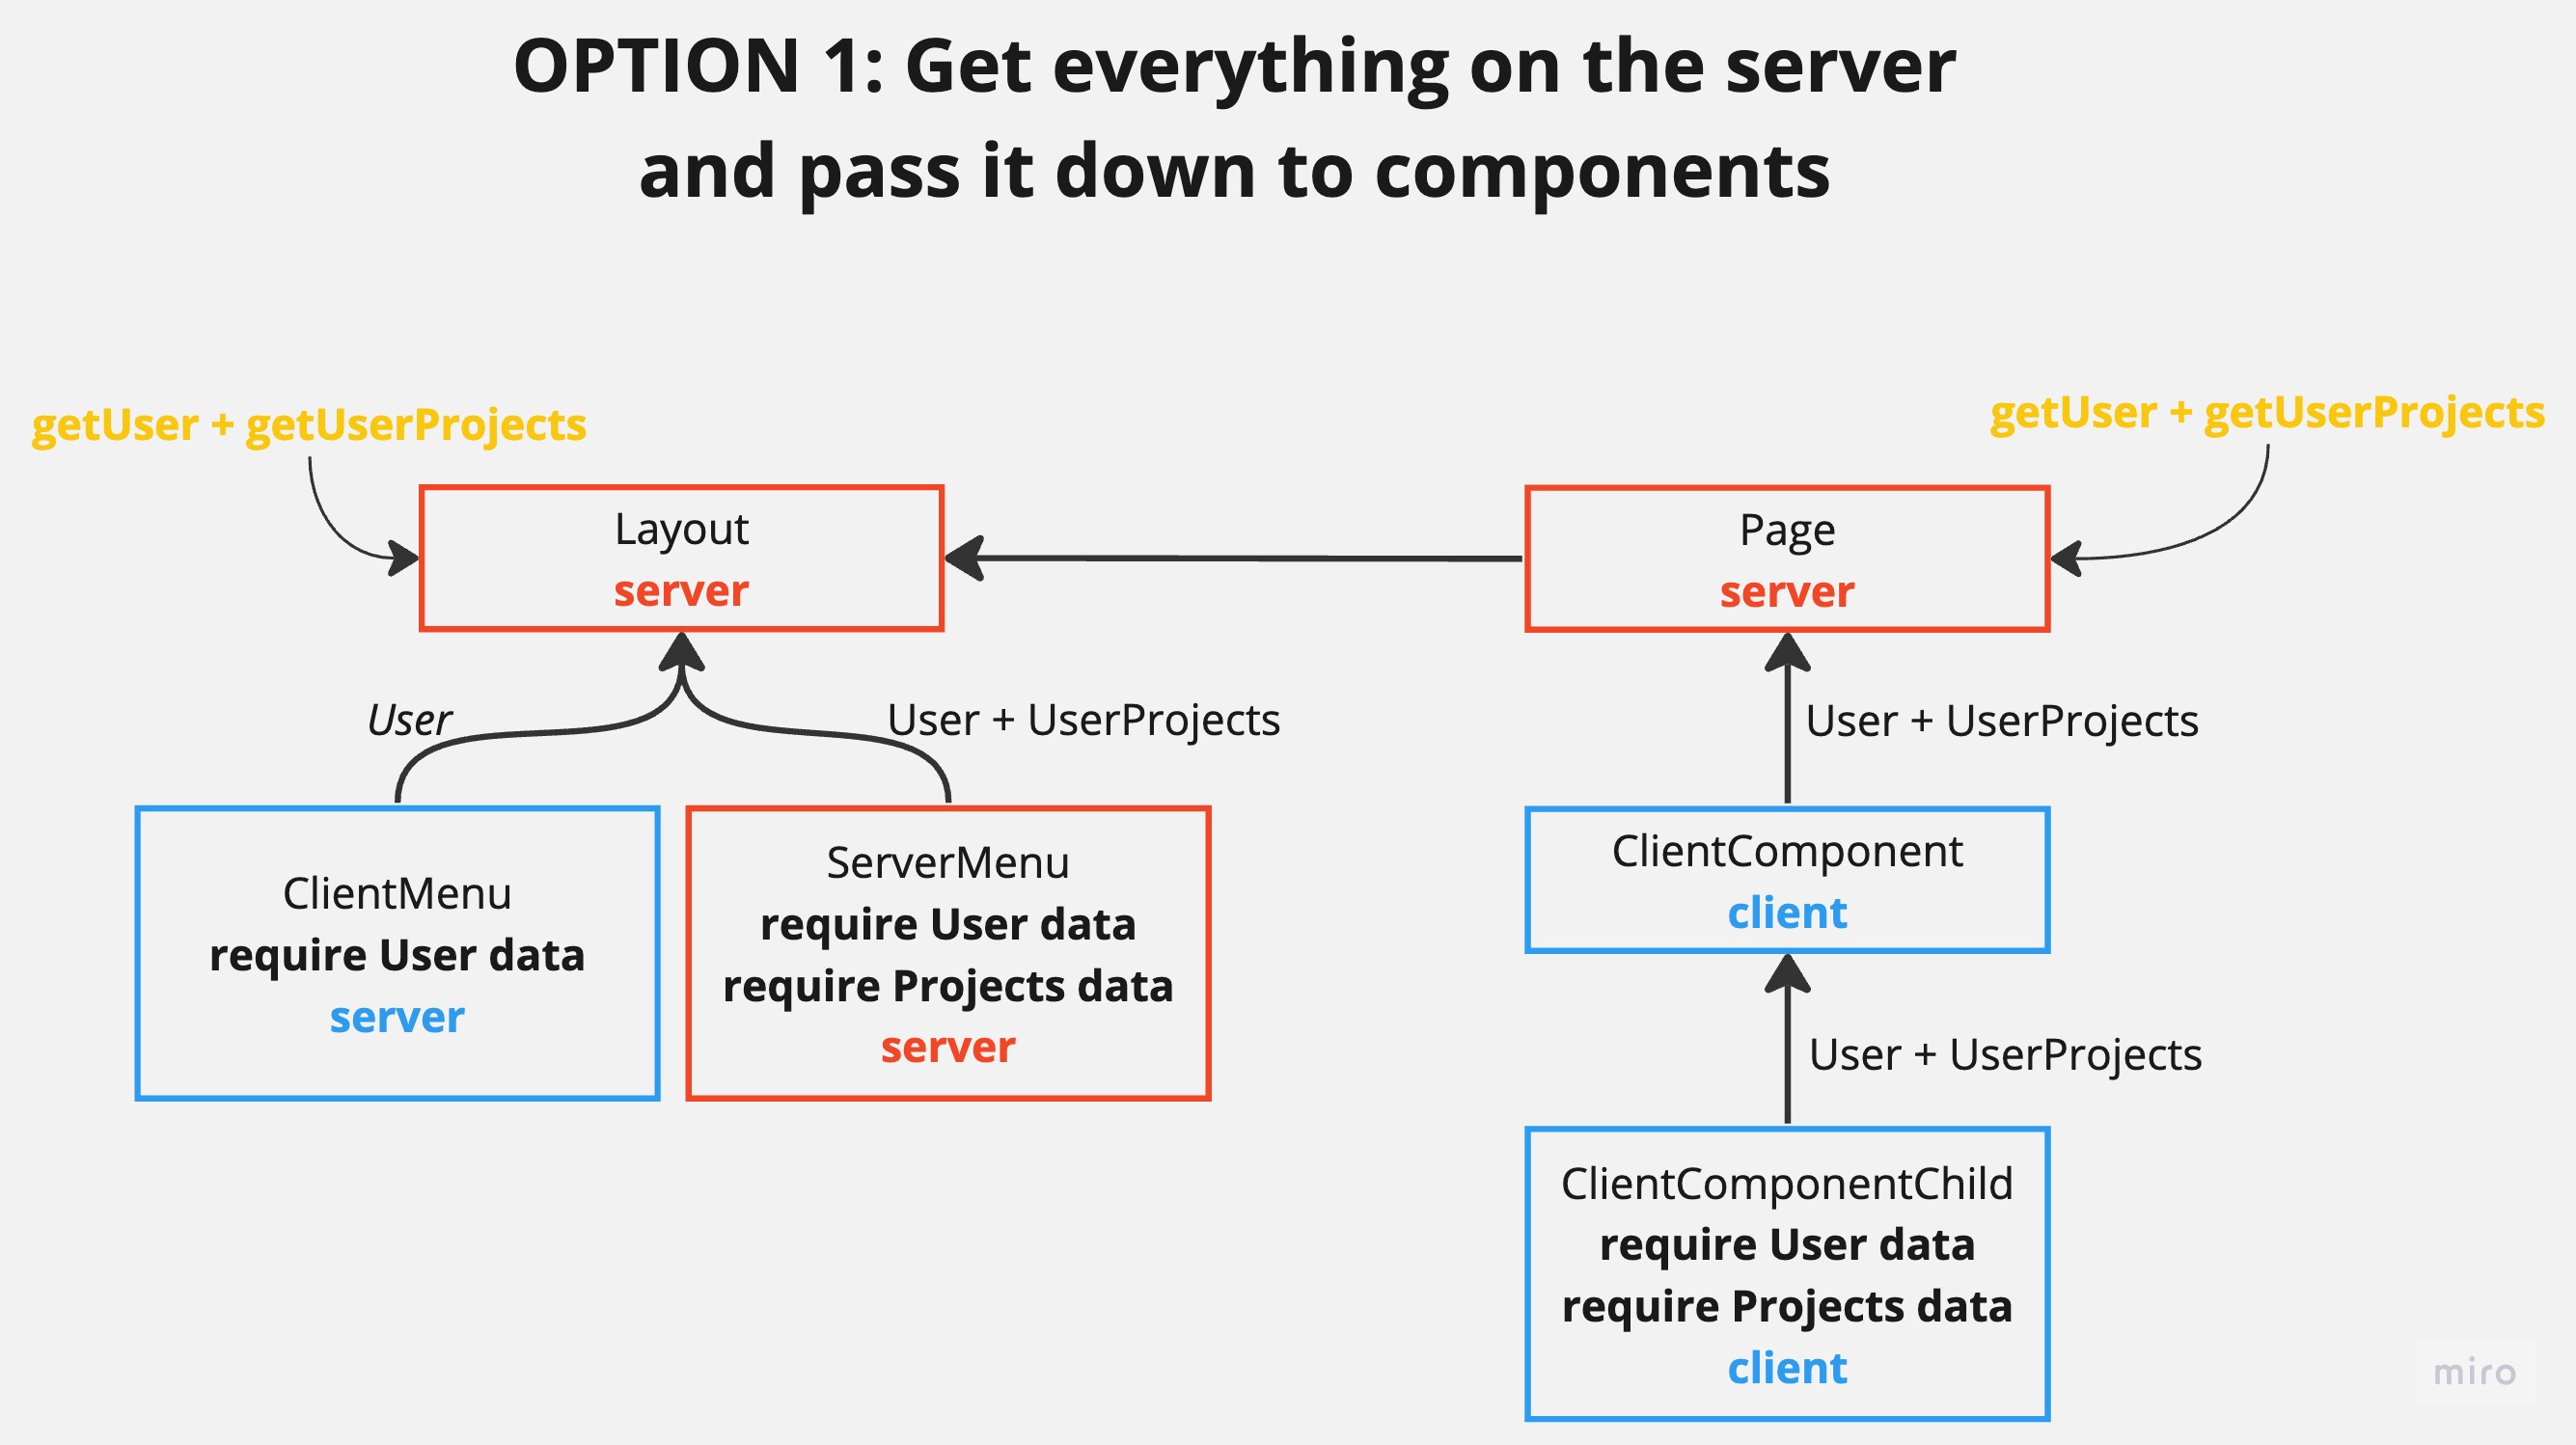 OPTION 1: Get everything on the server
and pass it down to components
getUser + getUserProjects
getUser + getUserProjects
Layout
server
Page
server
User
User + UserProjects
User + UserProjects
ClientMenu
require User data
server
ServerMenu
require User data
require Projects data
server
ClientComponent
client
User + UserProjects
ClientComponentChild
require User data
require Projects data
client
miro